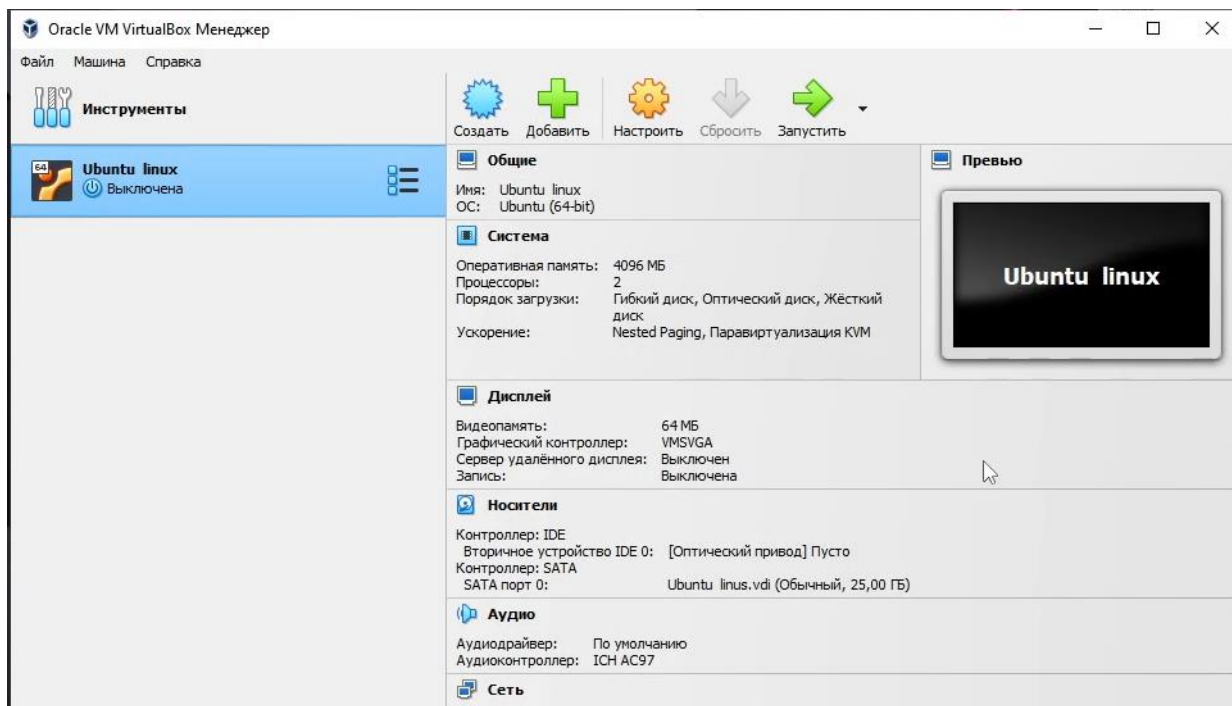 Oracle VM VirtualBox Менеджер
Файл Машина Справка
Инструменты
Создать Добавить Настроить Сбросить Запустить
64
Ubuntu linux
Выключена
Общие
Имя: Ubuntu linux
ОС: Ubuntu (64-bit)
Превью
Ubuntu linux
Система
Оперативная память: 4096 МБ
Процессоры: 2
Порядок загрузки: Гибкий диск, Оптический диск, Жёсткий
диск
Ускорение: Nested Paging, Паравиртуализация KVM
Дисплей
Видеопамять: 64 МБ
Графический контроллер: VMSVGA
Сервер удалённого дисплея: Выключен
Запись: Выключена
Носители
Контроллер: IDE
Вторичное устройство IDE 0: [Оптический привод] Пусто
Контроллер: SATA
SATA порт 0: Ubuntu linus.vdi (Обычный, 25,00 ГБ)
Аудио
Аудиодрайвер: По умолчанию
Аудиоконтроллер: ICH AC97
Сеть